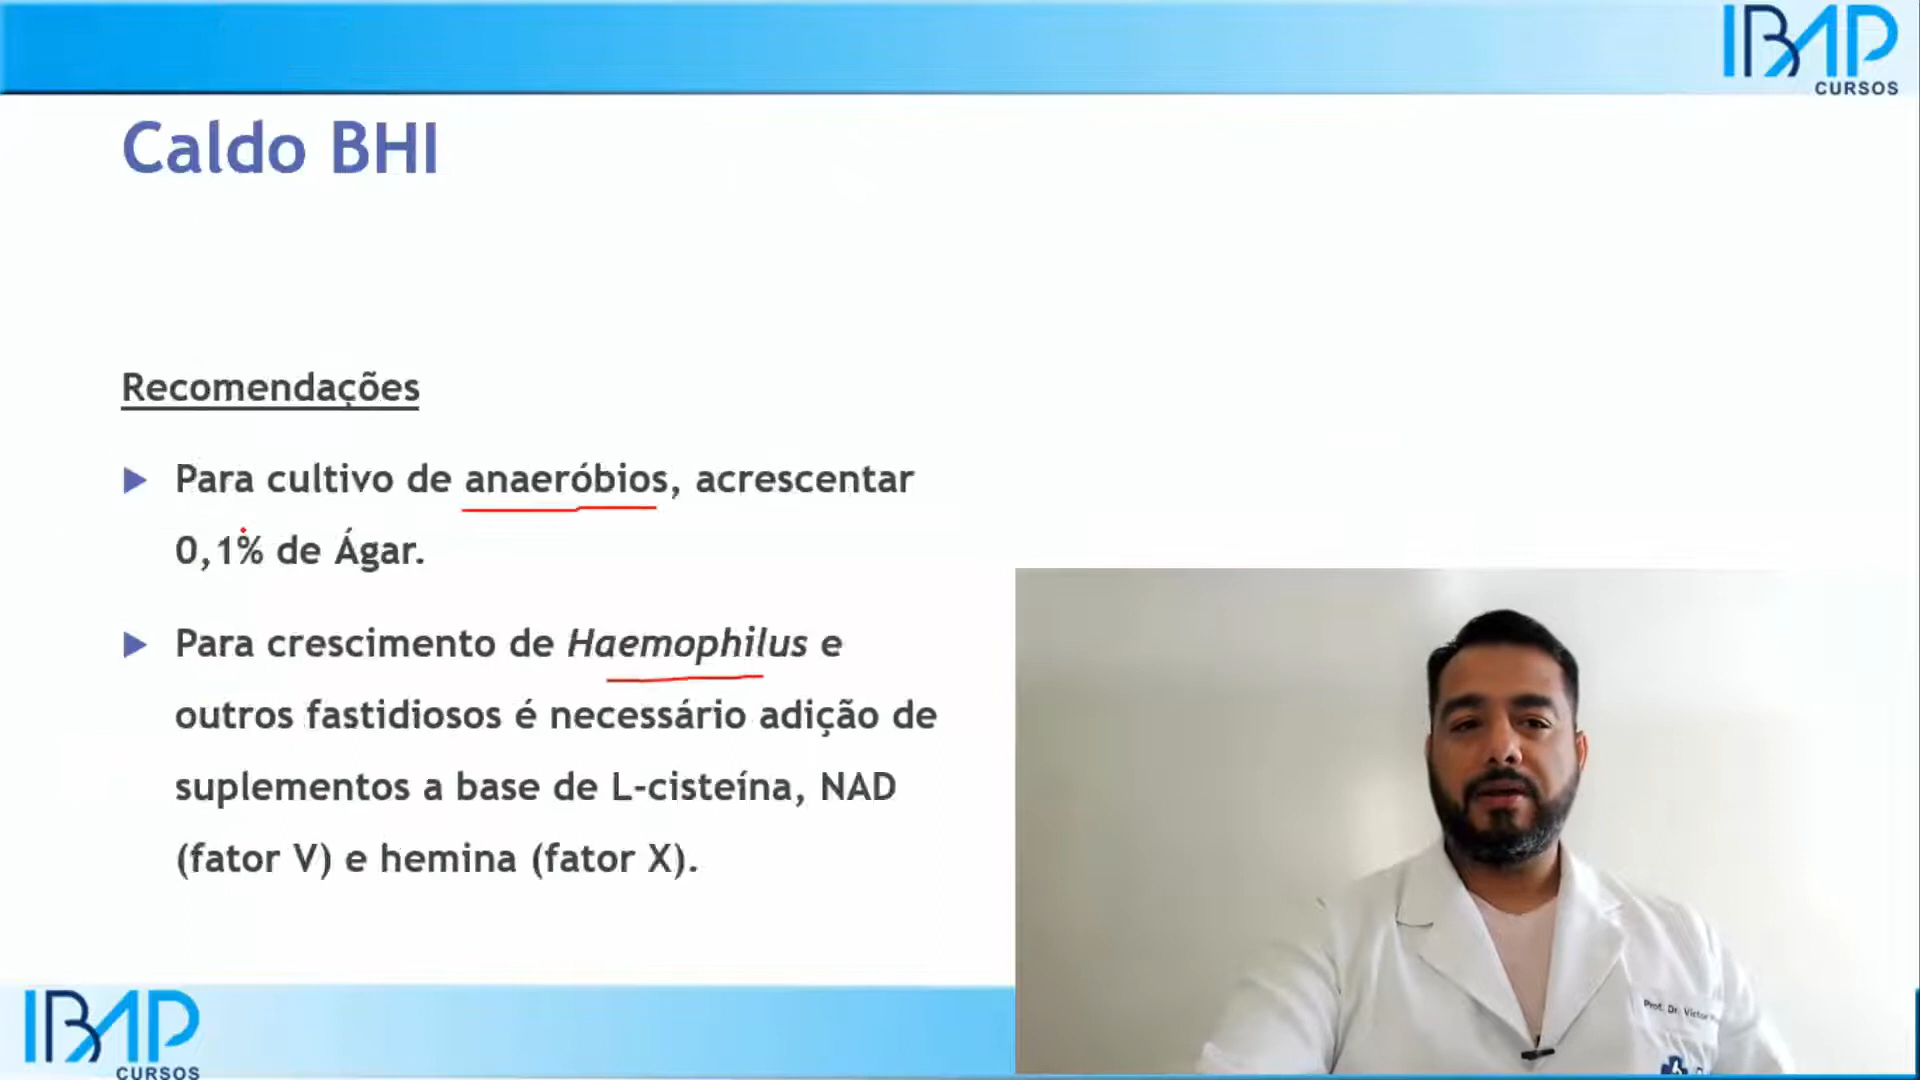 IBAP
CURSOS
Caldo BHI
Recomendações
Para cultivo de anaeróbios, acrescentar
0,1% de Ágar.
Para crescimento de Haemophilus e
outros fastidiosos é necessário adição de
suplementos a base de L-cisteína, NAD
(fator V) e hemina (fator X).
Prof. Dr. Victor
IBAP
CURSOS